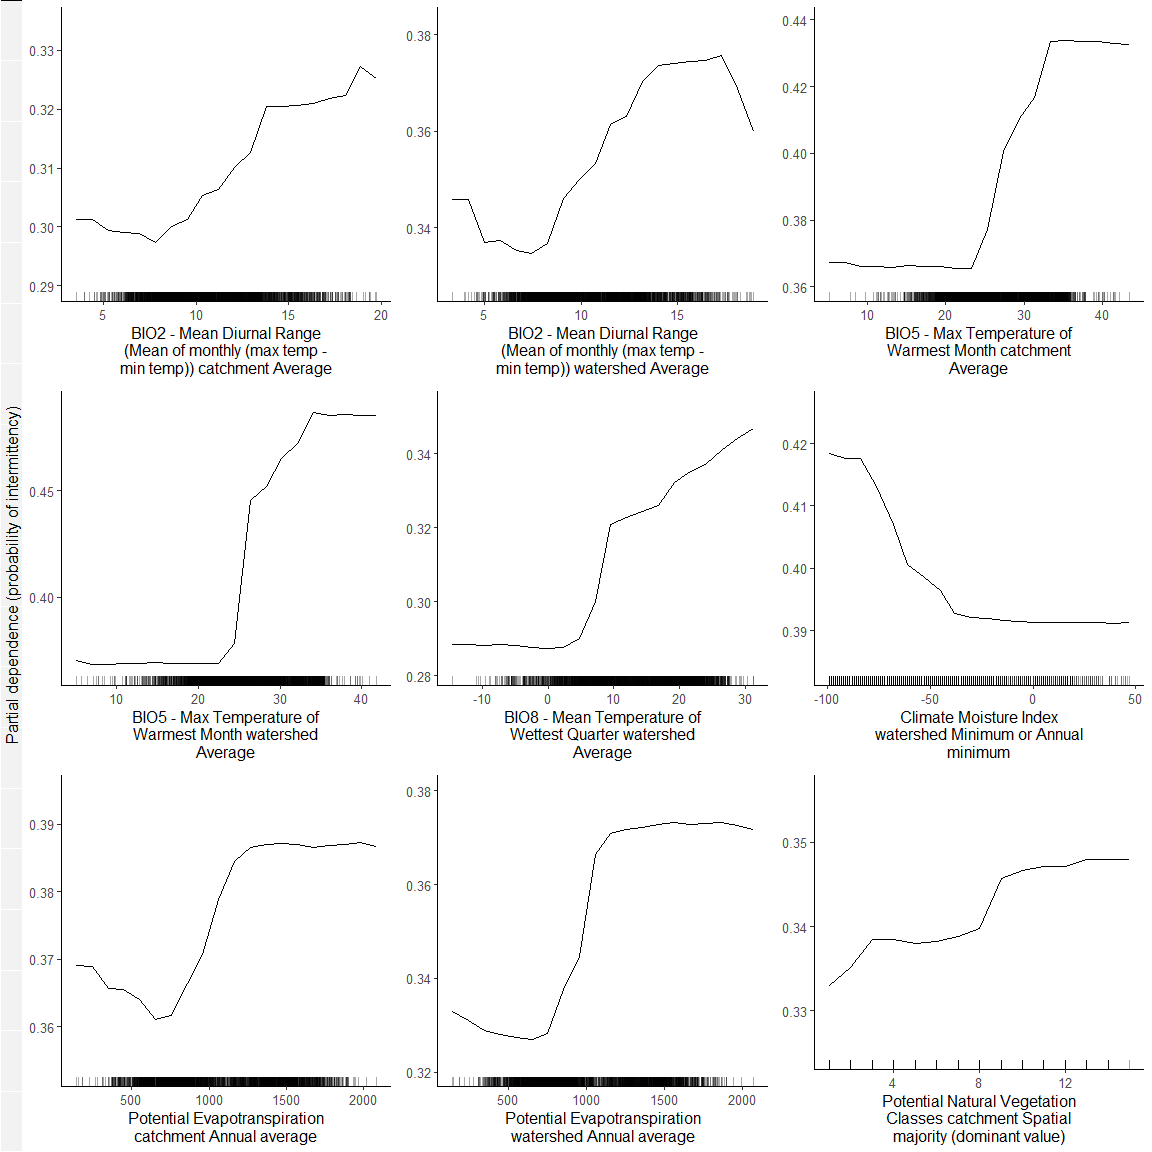 Partial dependence (probability of intermittency)
0.33
0.32
0.31
0.30
0.29
5 10 15 20
BIO2 - Mean Diurnal Range
(Mean of monthly (max temp -
min temp)) catchment Average
0.38
0.36
0.34
5 10 15
BIO2 - Mean Diurnal Range
(Mean of monthly (max temp -
min temp)) watershed Average
0.44
0.42
0.40
0.38
0.36
10 20 30 40
BIO5 - Max Temperature of
Warmest Month catchment
Average
0.45
0.40
10 20 30 40
BIO5 - Max Temperature of
Warmest Month watershed
Average
0.34
0.32
0.30
0.28
-10 0 10 20 30
BIO8 - Mean Temperature of
Wettest Quarter watershed
Average
0.42
0.41
0.40
0.39
-100 -50 0 50
Climate Moisture Index
watershed Minimum or Annual
minimum
0.39
0.38
0.37
0.36
500 1000 1500 2000
Potential Evapotranspiration
catchment Annual average
0.38
0.36
0.34
0.32
500 1000 1500 2000
Potential Evapotranspiration
watershed Annual average
0.35
0.34
0.33
4 8 12
Potential Natural Vegetation
Classes catchment Spatial
majority (dominant value)